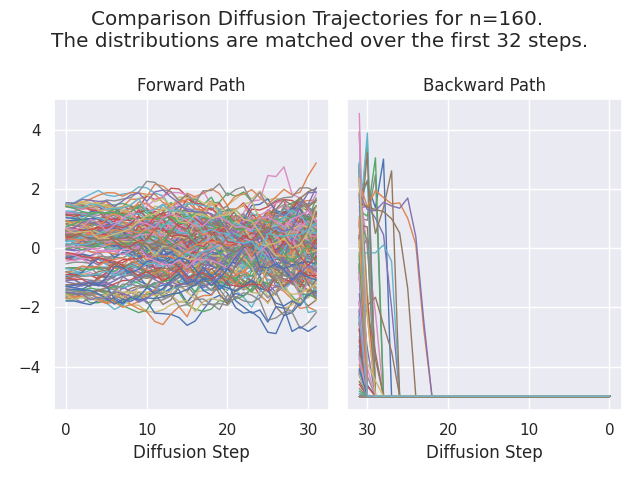 Comparison Diffusion Trajectories for n=160.
The distributions are matched over the first 32 steps.
Forward Path
Backward Path
4
2
0
−2
−4
0
10
20
30
30
20
10
0
Diffusion Step
Diffusion Step